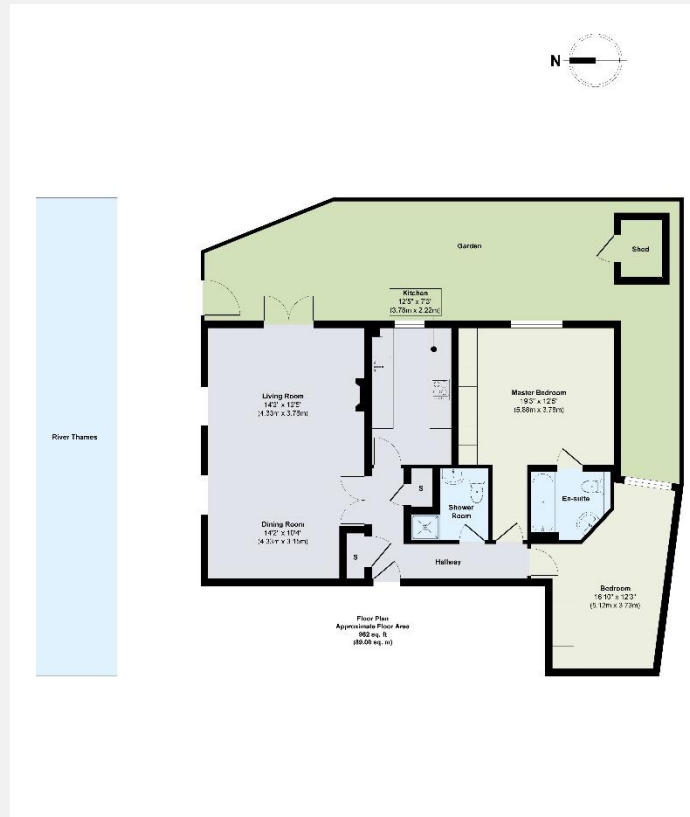 N
Garden
Shed
Kitchen
12'5" x 7'3"
(3.78m x 2.22m)
Living Room
14'2" x 12'5"
(4.33m x 3.78m)
Master Bedroom
19'3" x 12'5"
(5.88m x 3.78m)
River Thames
S
Shower
Room
En-suite
Dining Room
14'2" x 10'4"
(4.33m x 3.15m)
S
Hallway
Bedroom
16'10" x 12'3"
(5.12m x 3.73m)
Floor Plan
Approximate Floor Area
962 sq. ft
(89.00 sq. m)